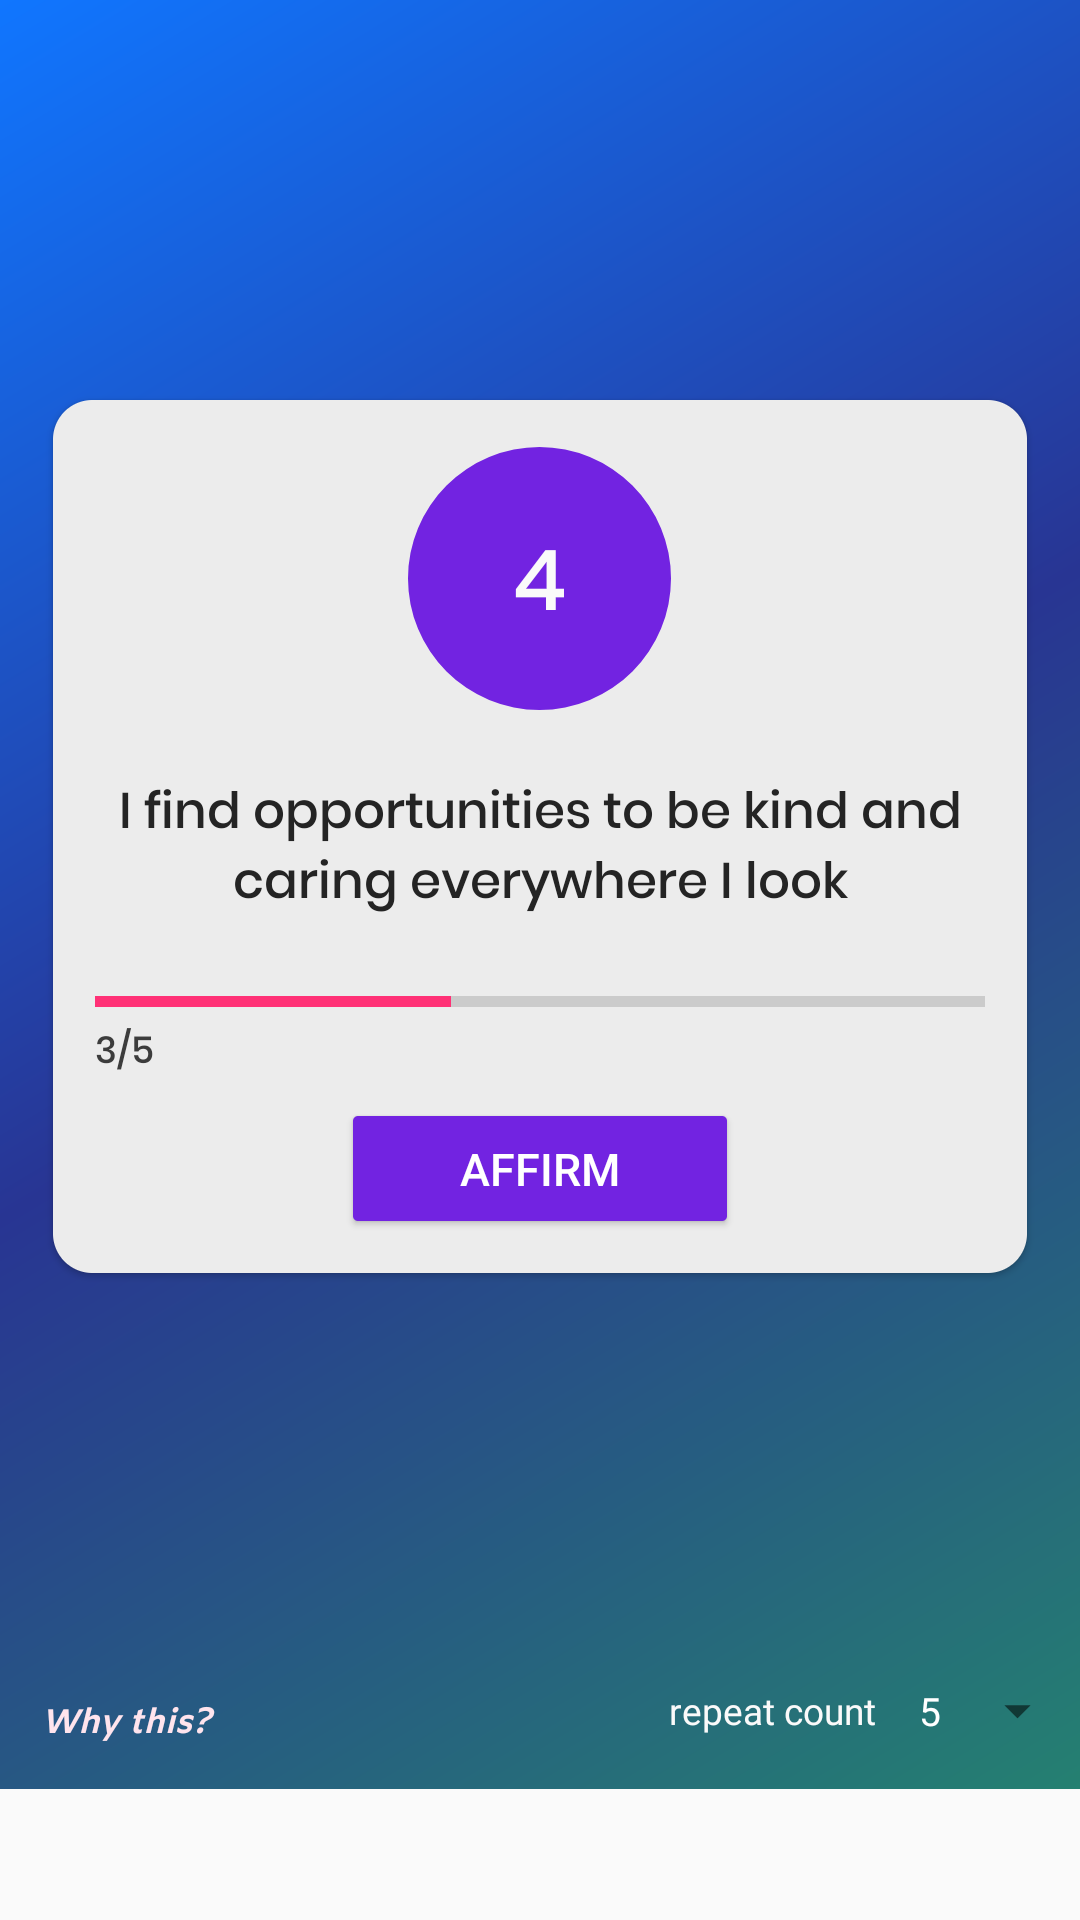 4
I find opportunities to be kind and
caring everywhere I look
3/5
AFFIRM
Why this?
repeat count 5